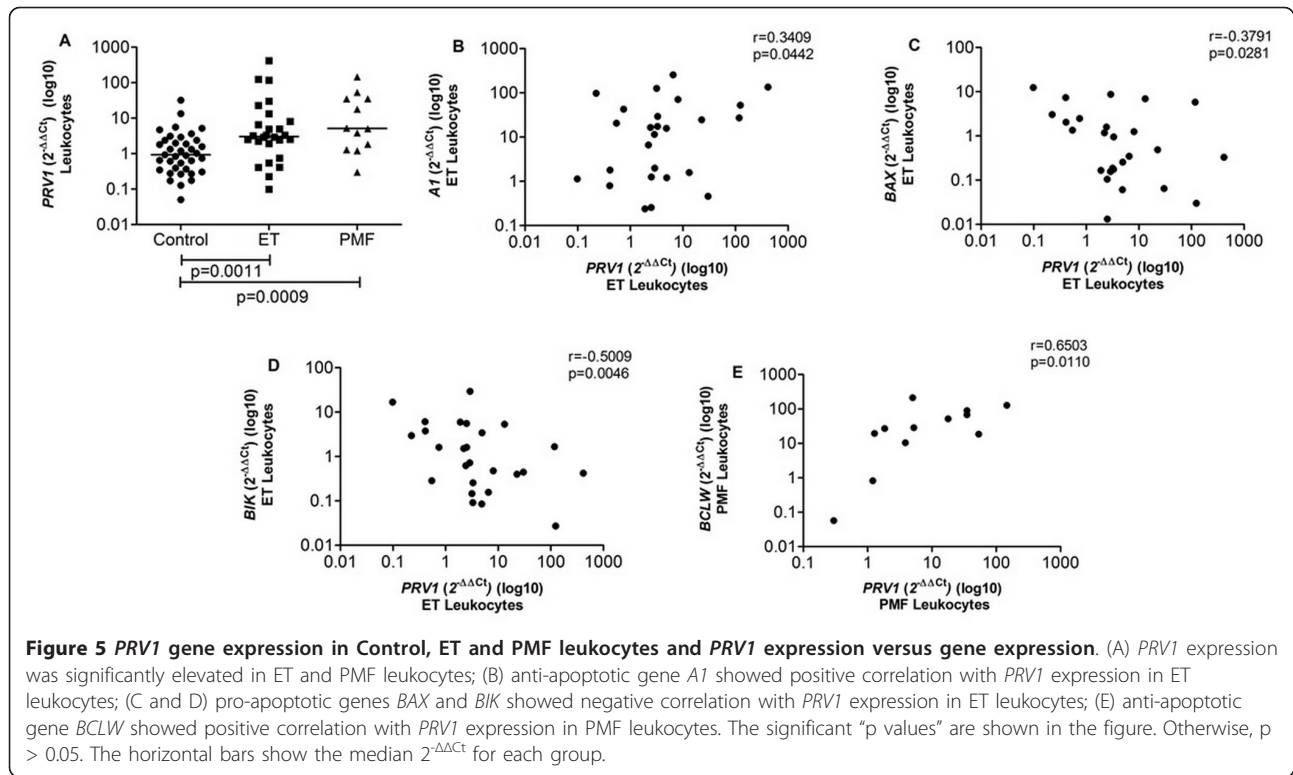 A
PRV1 (2^-ΔΔCt) (log10)
Leukocytes
1000
100
10
1
0.1
0.01
Control ET PMF
p=0.0011
p=0.0009
B
r=0.3409
p=0.0442
A1 (2^-ΔΔCt) (log10)
ET Leukocytes
1000
100
10
1
0.1
0.01 0.1 1 10 100 1000
PRV1 (2^-ΔΔCt) (log10)
ET Leukocytes
C
r=-0.3791
p=0.0281
BAX (2^-ΔΔCt) (log10)
ET Leukocytes
100
10
1
0.1
0.01
0.01 0.1 1 10 100 1000
PRV1 (2^-ΔΔCt) (log10)
ET Leukocytes
D
r=-0.5009
p=0.0046
BIK (2^-ΔΔCt) (log10)
ET Leukocytes
100
10
1
0.1
0.01
0.01 0.1 1 10 100 1000
PRV1 (2^-ΔΔCt) (log10)
ET Leukocytes
E
r=0.6503
p=0.0110
BCLW (2^-ΔΔCt) (log10)
PMF Leukocytes
1000
100
10
1
0.1
0.01
0.1 1 10 100 1000
PRV1 (2^-ΔΔCt) (log10)
PMF Leukocytes
Figure 5 PRV1 gene expression in Control, ET and PMF leukocytes and PRV1 expression versus gene expression. (A) PRV1 expression
was significantly elevated in ET and PMF leukocytes; (B) anti-apoptotic gene A1 showed positive correlation with PRV1 expression in ET
leukocytes; (C and D) pro-apoptotic genes BAX and BIK showed negative correlation with PRV1 expression in ET leukocytes; (E) anti-apoptotic
gene BCLW showed positive correlation with PRV1 expression in PMF leukocytes. The significant “p values” are shown in the figure. Otherwise, p
> 0.05. The horizontal bars show the median 2^-ΔΔCt for each group.